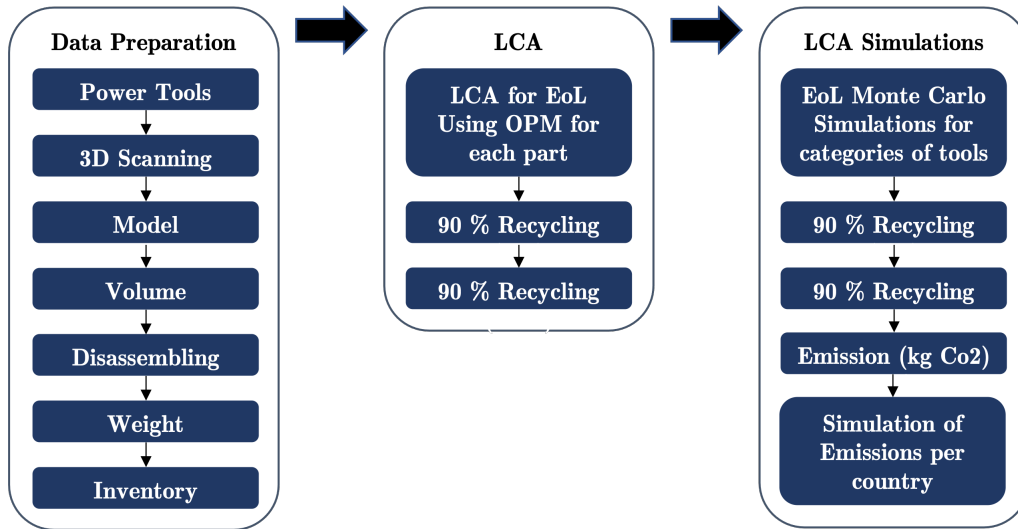 Data Preparation
Power Tools
3D Scanning
Model
Volume
Disassembling
Weight
Inventory
LCA
LCA for EoL
Using OPM for
each part
90 % Recycling
90 % Recycling
LCA Simulations
EoL Monte Carlo
Simulations for
categories of tools
90 % Recycling
90 % Recycling
Emission (kg Co2)
Simulation of
Emissions per
country